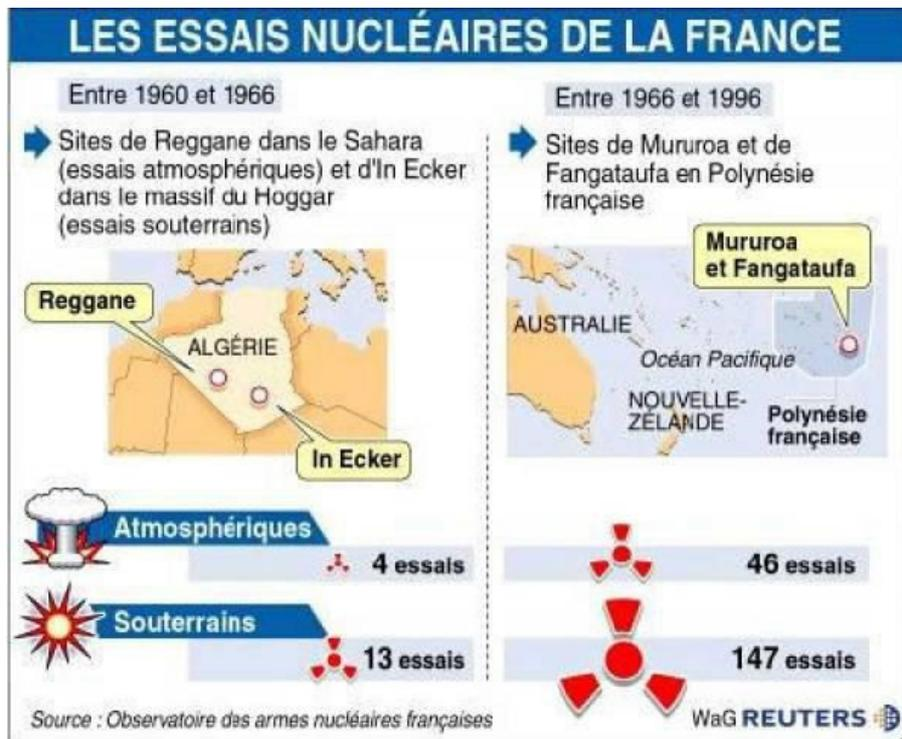 LES ESSAIS NUCLÉAIRES DE LA FRANCE
Entre 1960 et 1966
Sites de Reggane dans le Sahara
(essais atmosphériques) et d'In Ecker
dans le massif du Hoggar
(essais souterrains)
Reggane
ALGÉRIE
In Ecker
Entre 1966 et 1996
Sites de Mururoa et de
Fangataufa en Polynésie
française
Mururoa
et Fangataufa
AUSTRALIE
Océan Pacifique
NOUVELLE-
ZÉLANDE
Polynésie
française
Atmosphériques
4 essais
46 essais
Souterrains
13 essais
147 essais
Source : Observatoire des armes nucléaires françaises
WaG REUTERS